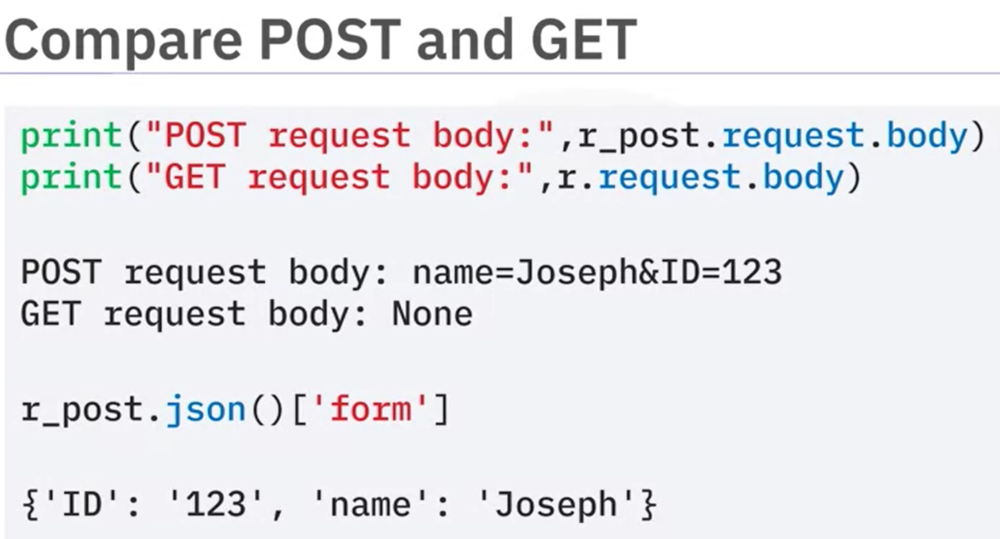 Compare POST and GET
print("POST request body:",r_post.request.body)
print("GET request body:",r.request.body)
POST request body: name=Joseph&ID=123
GET request body: None
r_post.json()['form']
{'ID': '123', 'name': 'Joseph'}